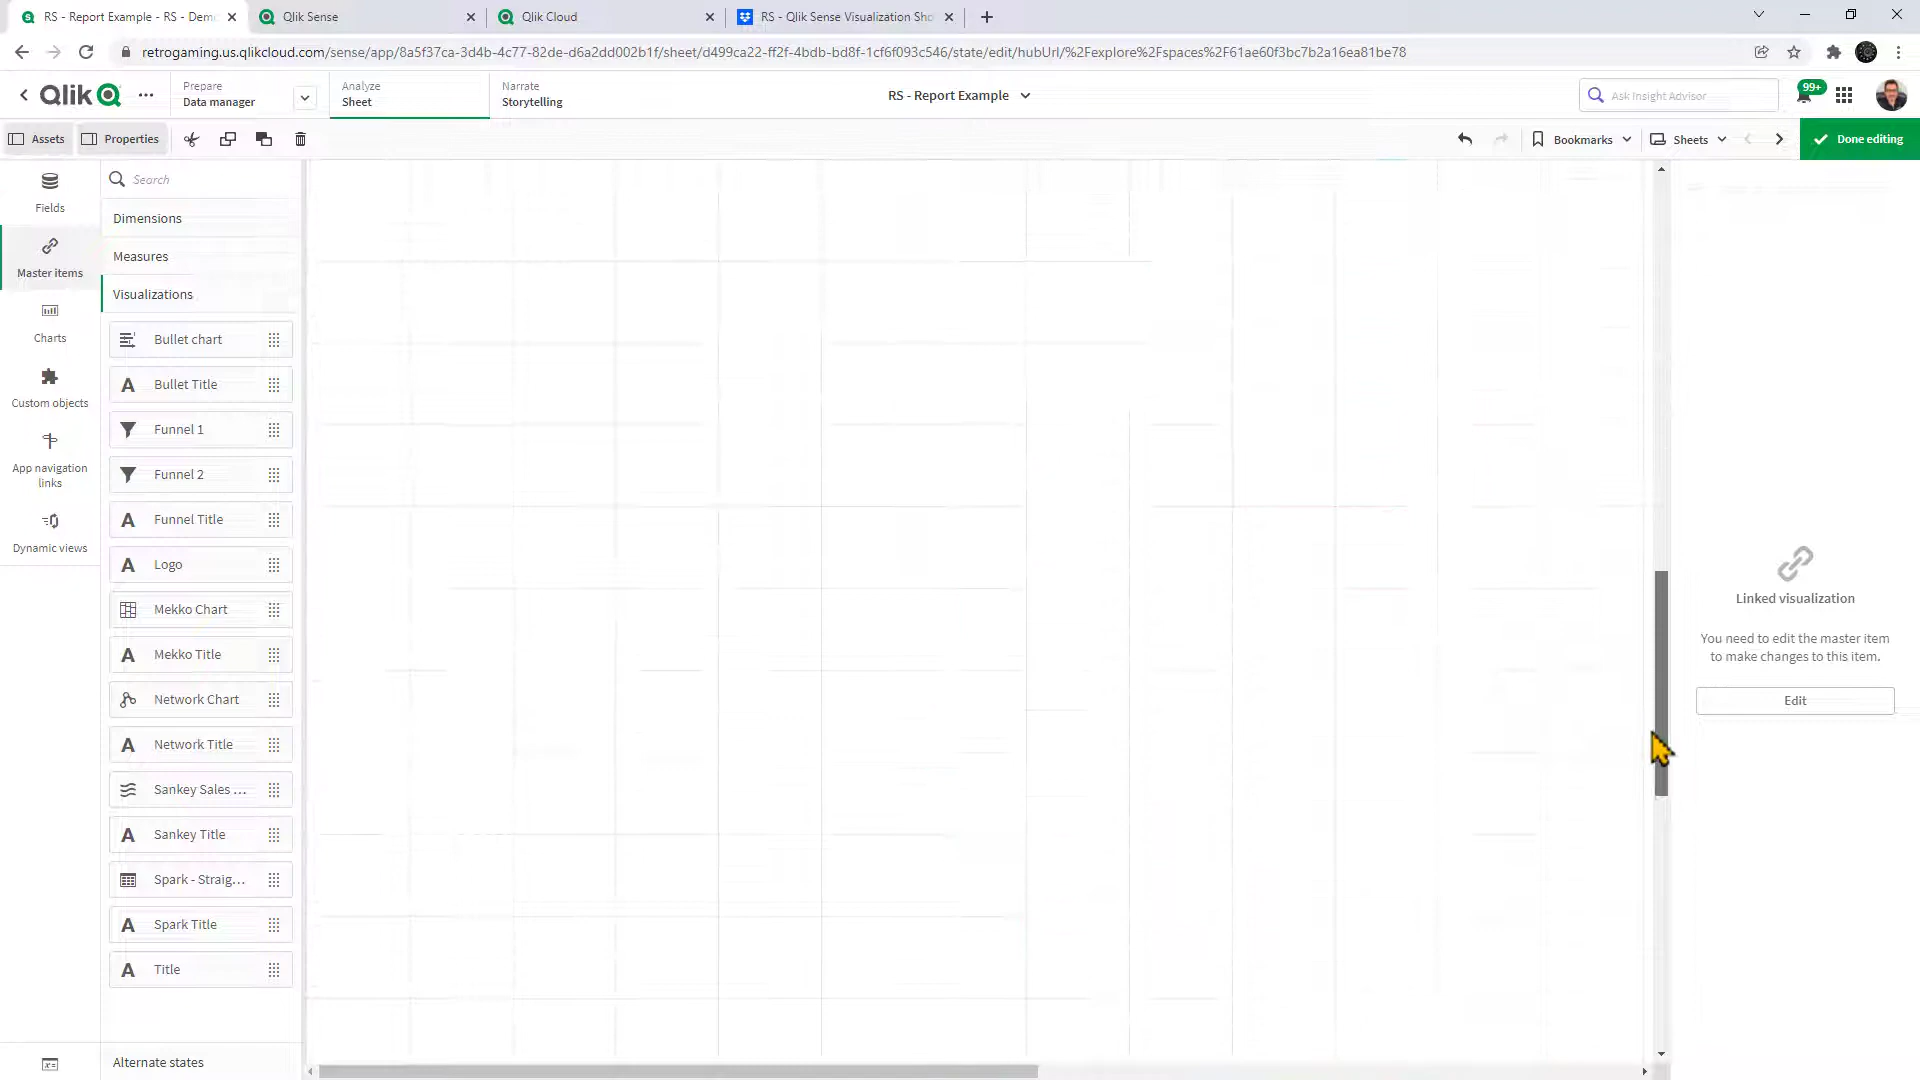 RS - Report Example - RS - Demo
Qlik Sense
Qlik Cloud
RS - Qlik Sense Visualization Sho
retrogaming.us.qlikcloud.com/sense/app/8a5f37ca-3d4b-4c77-82de-d6a2dd002b1f/sheet/d499ca22-ff2f-4bdb-bd8f-1cf6f093c546/state/edit/hubUrl/%2Fexplore%2Fspaces%2F61ae60f3bc7b2a16ea81be78
Qlik
Prepare
Data manager
Analyze
Sheet
Narrate
Storytelling
RS - Report Example
Ask Insight Advisor
99+
Assets
Properties
Bookmarks
Sheets
Done editing
Fields
Master items
Charts
Custom objects
App navigation
links
Dynamic views
Search
Dimensions
Measures
Visualizations
Bullet chart
A Bullet Title
Funnel 1
Funnel 2
A Funnel Title
A Logo
Mekko Chart
A Mekko Title
Network Chart
A Network Title
Sankey Sales ...
A Sankey Title
Spark - Straig...
A Spark Title
A Title
Alternate states
Linked visualization
You need to edit the master item
to make changes to this item.
Edit